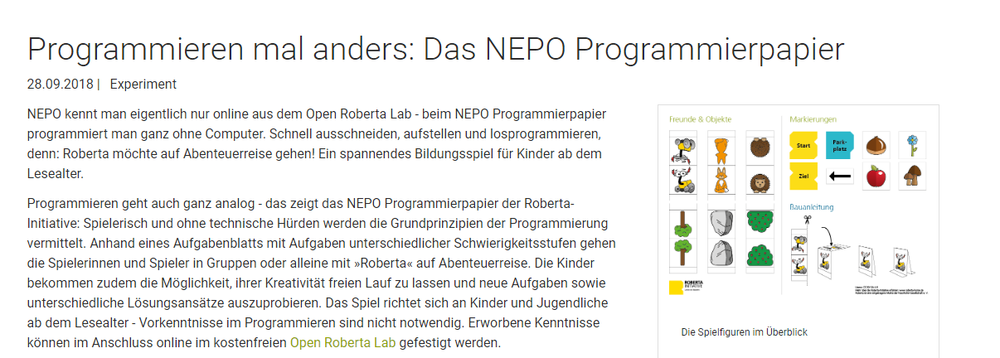 Programmieren mal anders: Das NEPO Programmierpapier
28.09.2018 | Experiment
NEPO kennt man eigentlich nur online aus dem Open Roberta Lab - beim NEPO Programmierpapier
programmiert man ganz ohne Computer. Schnell ausschneiden, aufstellen und losprogrammieren,
denn: Roberta möchte auf Abenteuerreise gehen! Ein spannendes Bildungsspiel für Kinder ab dem
Lesealter.
Programmieren geht auch ganz analog - das zeigt das NEPO Programmierpapier der Roberta-
Initiative: Spielerisch und ohne technische Hürden werden die Grundprinzipien der Programmierung
vermittelt. Anhand eines Aufgabenblatts mit Aufgaben unterschiedlicher Schwierigkeitsstufen gehen
die Spielerinnen und Spieler in Gruppen oder alleine mit »Roberta« auf Abenteuerreise. Die Kinder
bekommen zudem die Möglichkeit, ihrer Kreativität freien Lauf zu lassen und neue Aufgaben sowie
unterschiedliche Lösungsansätze auszuprobieren. Das Spiel richtet sich an Kinder und Jugendliche
ab dem Lesealter - Vorkenntnisse im Programmieren sind nicht notwendig. Erworbene Kenntnisse
können im Anschluss online im kostenfreien Open Roberta Lab gefestigt werden.
Freunde & Objekte
Markierungen
Start
Park-
platz
Ziel
Bauanleitung
ROBERTA
INITIATIVE
Die Spielfiguren im Überblick